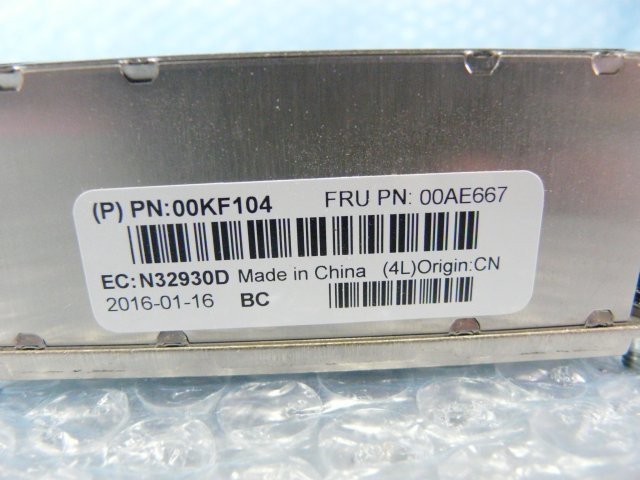 (P) PN:00KF104 FRU PN: 00AE667
EC:N32930D Made in China (4L)Origin:CN
2016-01-16 BC